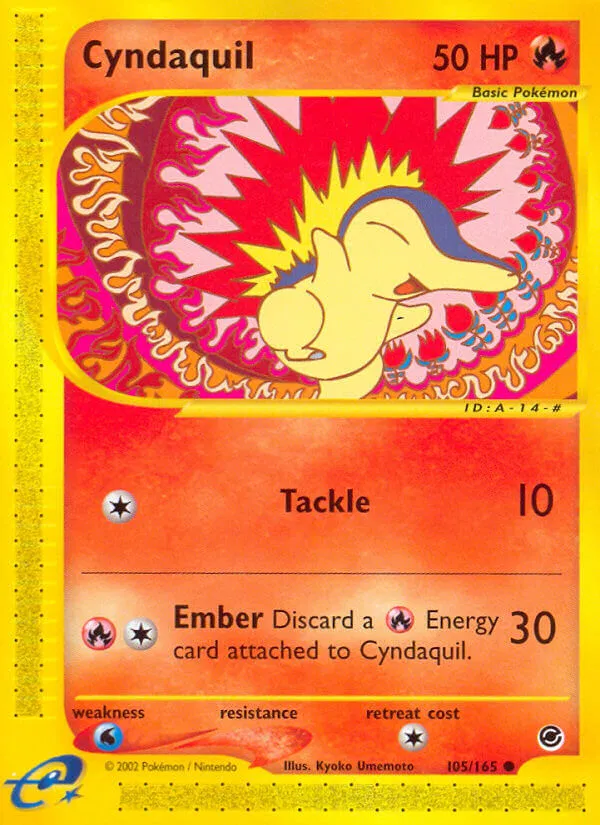 Cyndaquil 50 HP
Basic Pokémon
ID:A-14-#
Tackle 10
Ember Discard a Energy 30
card attached to Cyndaquil.
weakness resistance retreat cost
© 2002 Pokémon / Nintendo Illus. Kyoko Umemoto 105/165
e